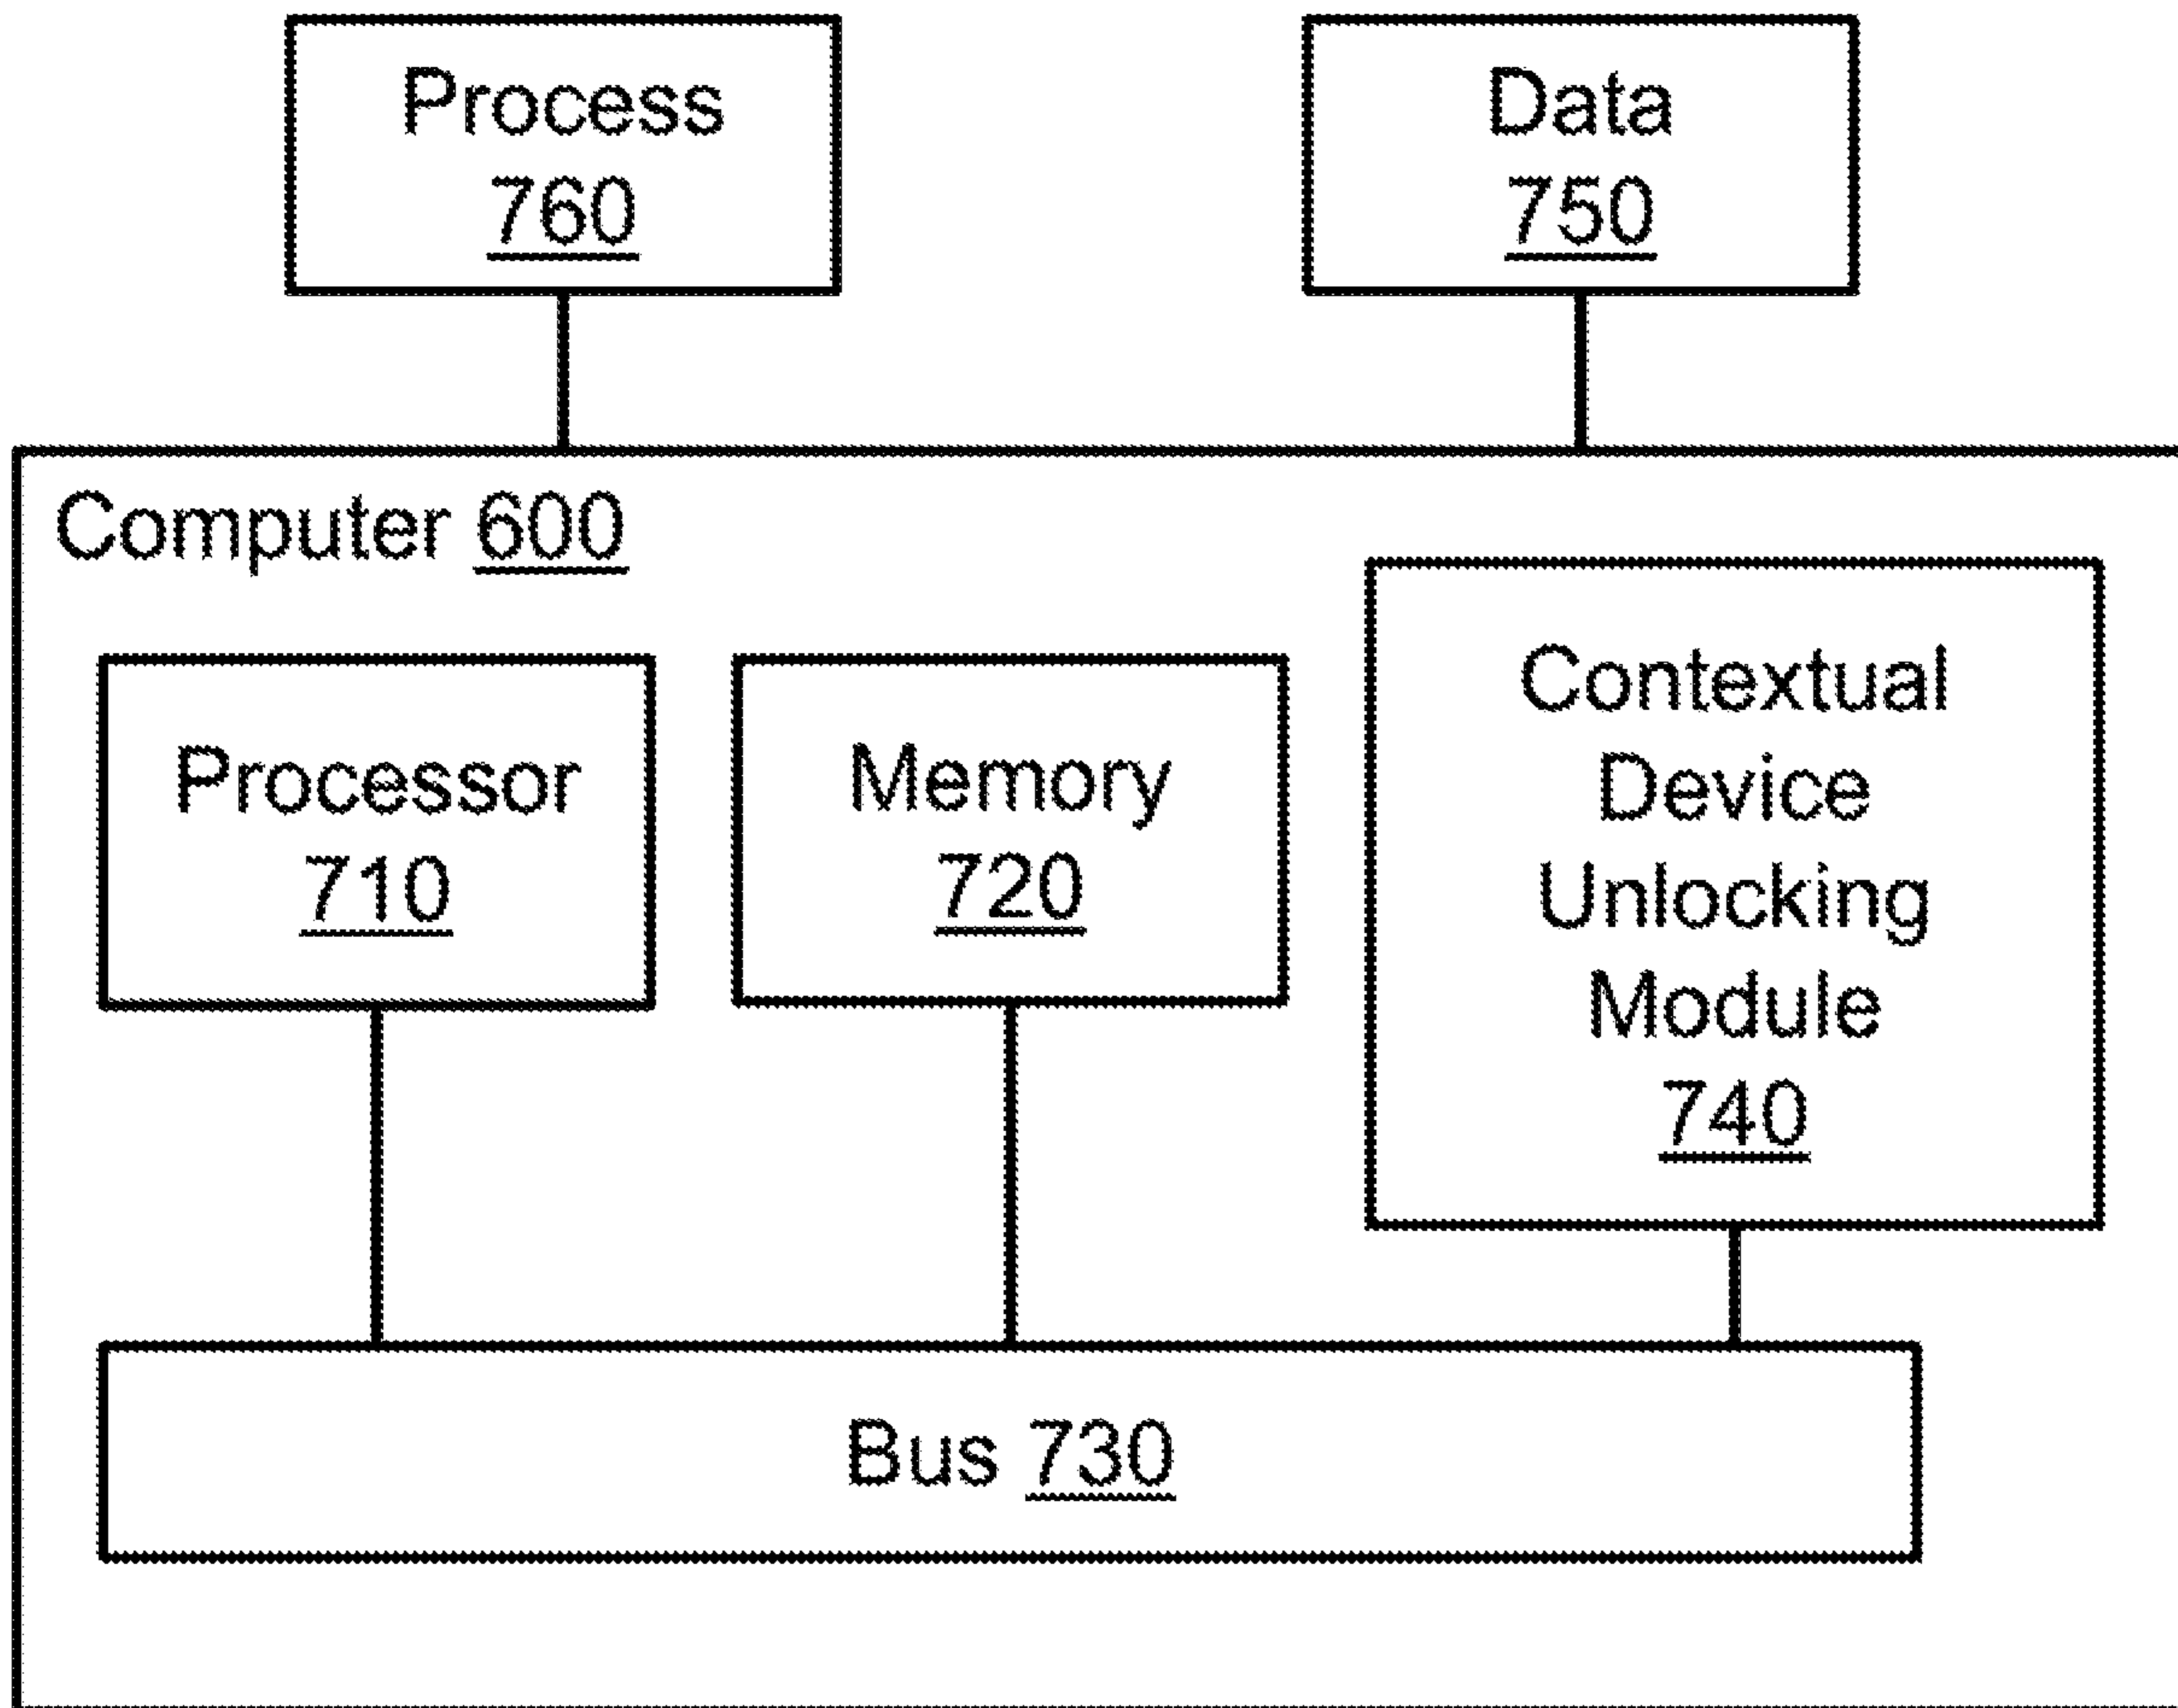 Process
760
Data
750
Computer 600
Processor
710
Memory
720
Contextual
Device
Unlocking
Module
740
Bus 730